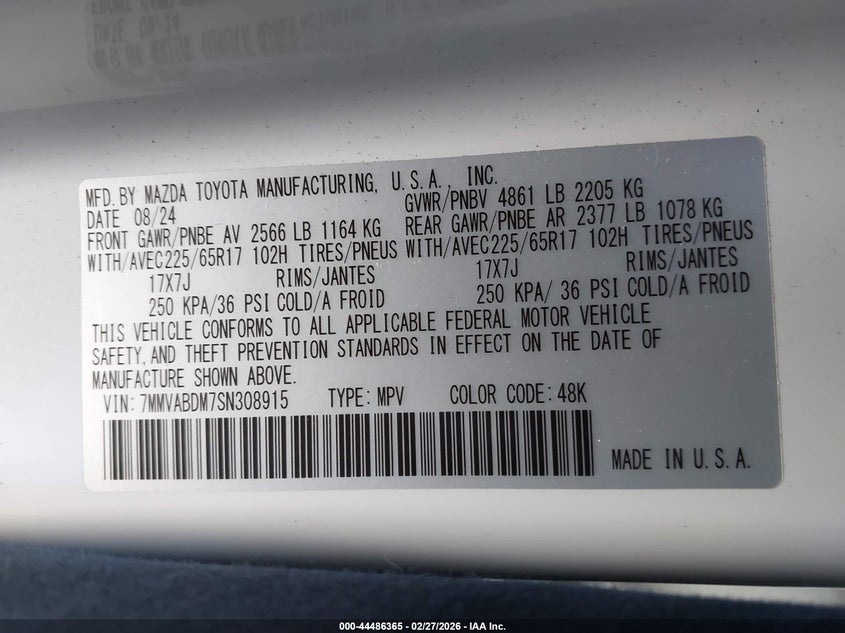 MFD. BY MAZDA TOYOTA MANUFACTURING, U.S.A. INC.
DATE 08/24 GVWR/PNBV 4861 LB 2205 KG
FRONT GAWR/PNBE AV 2566 LB 1164 KG REAR GAWR/PNBE AR 2377 LB 1078 KG
WITH/AVEC225/65R17 102H TIRES/PNEUS WITH/AVEC225/65R17 102H TIRES/PNEUS
17X7J RIMS/JANTES 17X7J RIMS/JANTES
250 KPA/36 PSI COLD/A FROID 250 KPA/ 36 PSI COLD/A FROID
THIS VEHICLE CONFORMS TO ALL APPLICABLE FEDERAL MOTOR VEHICLE
SAFETY, AND THEFT PREVENTION STANDARDS IN EFFECT ON THE DATE OF
MANUFACTURE SHOWN ABOVE.
VIN: 7MMVABDM7SN308915 TYPE: MPV COLOR CODE: 48K
MADE IN U.S.A.
000-44486365 - 02/27/2026 - IAA Inc.